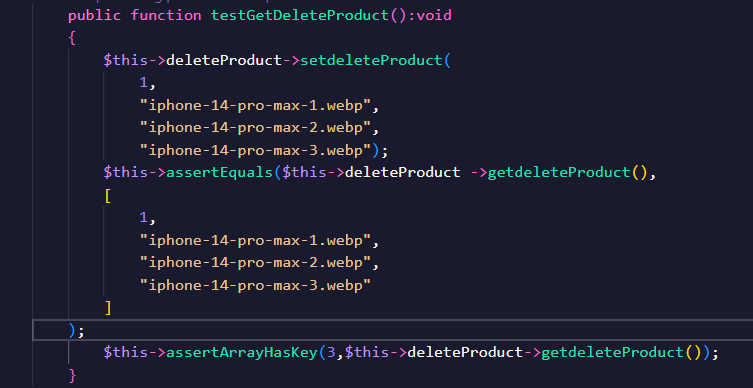 public function testGetDeleteProduct():void
{
$this->deleteProduct->setdeleteProduct(
1,
"iphone-14-pro-max-1.webp",
"iphone-14-pro-max-2.webp",
"iphone-14-pro-max-3.webp");
$this->assertEquals($this->deleteProduct ->getdeleteProduct(),
[
1,
"iphone-14-pro-max-1.webp",
"iphone-14-pro-max-2.webp",
"iphone-14-pro-max-3.webp"
]
);
$this->assertArrayHasKey(3,$this->deleteProduct->getdeleteProduct());
}